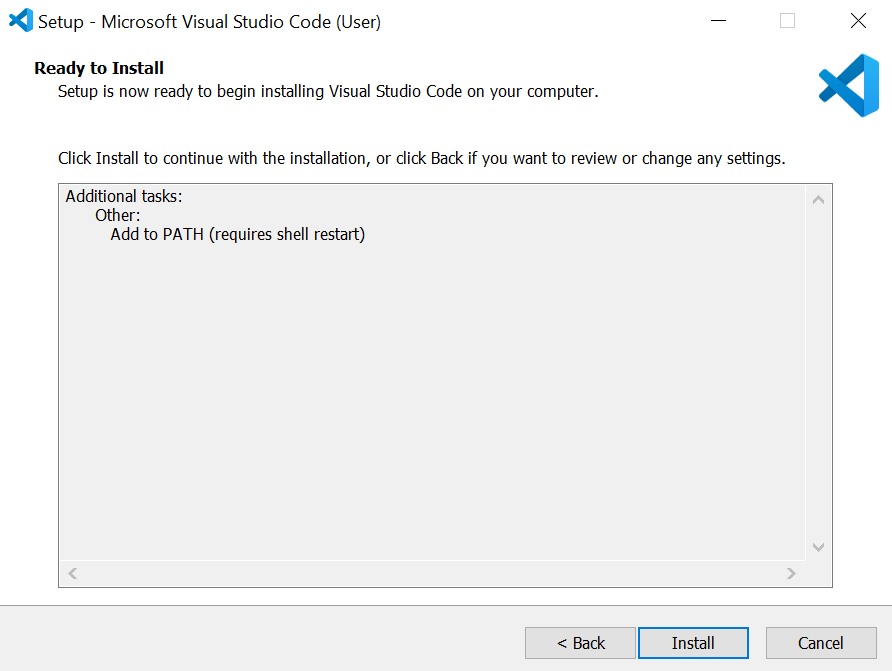 Setup - Microsoft Visual Studio Code (User)
Ready to Install
Setup is now ready to begin installing Visual Studio Code on your computer.
Click Install to continue with the installation, or click Back if you want to review or change any settings.
Additional tasks:
Other:
Add to PATH (requires shell restart)
< Back
Install
Cancel